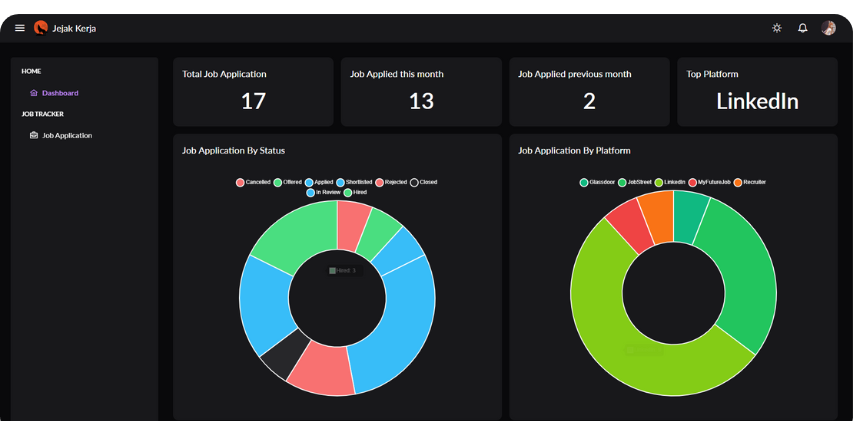 Jejak Kerja
HOME
Dashboard
JOB TRACKER
Job Application
Total Job Application
17
Job Applied this month
13
Job Applied previous month
2
Top Platform
LinkedIn
Job Application By Status
Cancelled Offered Applied Shortlisted Rejected Closed
In Review Hired
Hired: 3
Job Application By Platform
Glassdoor JobStreet LinkedIn MyFutureJob Recruiter